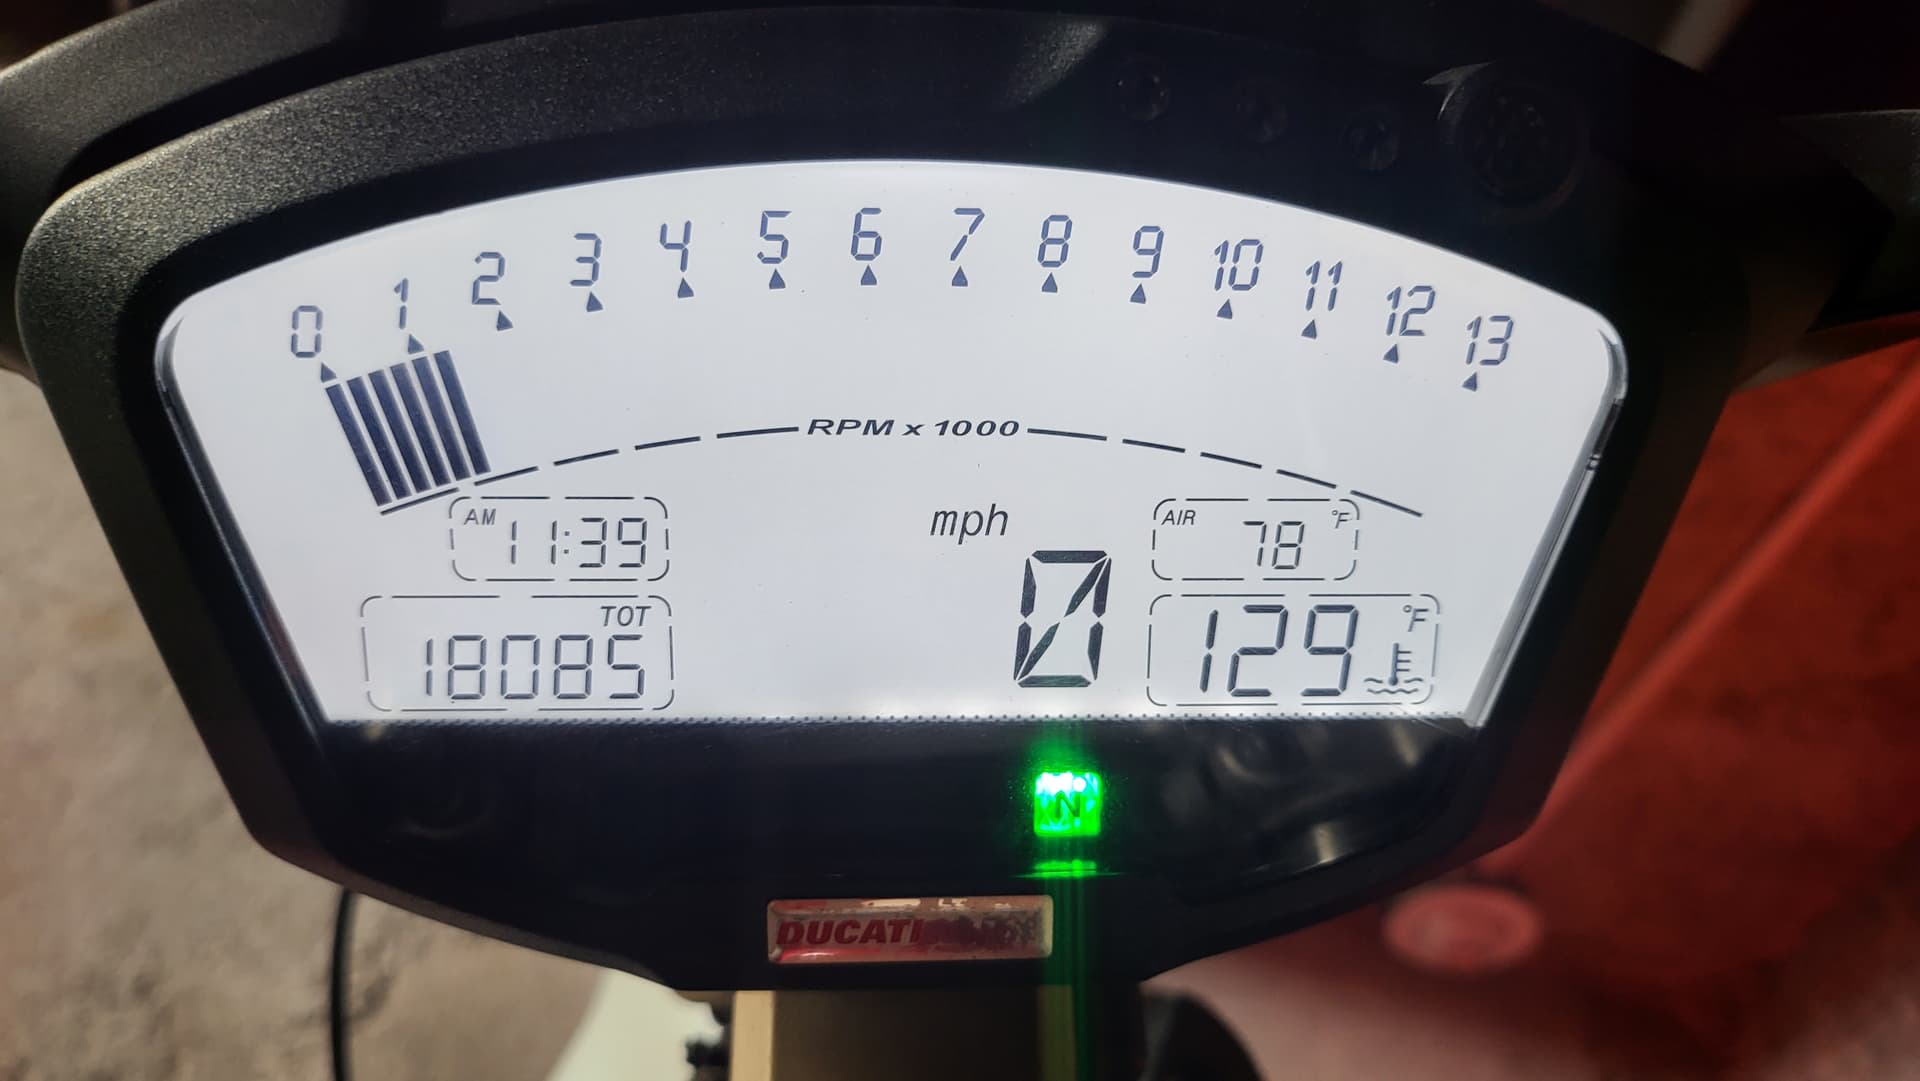 0 1 2 3 4 5 6 7 8 9 10 11 12 13
RPM x 1000
AM 11:39
mph
AIR 78 °F
TOT
18085
0
129 °F
N
DUCATI